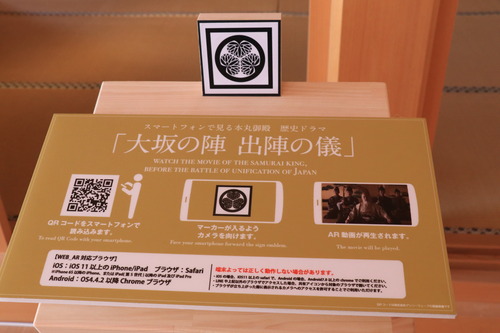 スマートフォンで見る本丸御殿 歴史ドラマ
「大坂の陣 出陣の儀」
WATCH THE MOVIE OF THE SAMURAI KING,
BEFORE THE BATTLE OF UNIFICATION OF JAPAN
QRコードをスマートフォンで
読み込みます。
To read QR Code with your smartphone.
マーカーが入るよう
カメラを向けます。
Face your smartphone forward the sign emblem.
AR 動画が再生されます。
The movie will be played.
【WEB_AR 対応ブラウザ】
iOS：iOS 11 以上の iPhone/iPad ブラウザ：Safari
Android：OS4.4.2 以降 Chrome ブラウザ
端末よっては正しく動作しない場合があります。